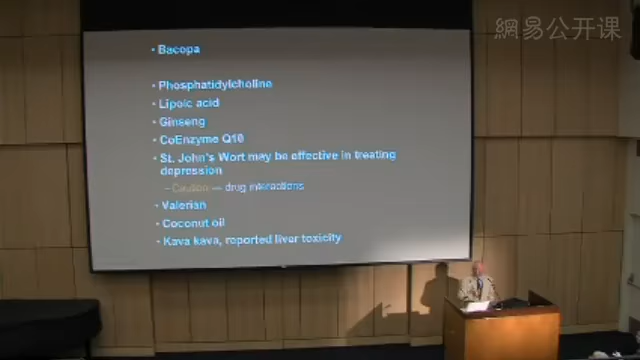 網易公开课
• Bacopa
• Phosphatidylcholine
• Lipoic acid
• Ginseng
• CoEnzyme Q10
• St. John's Wort may be effective in treating
depression
– Caution — drug interactions
• Valerian
• Coconut oil
• Kava kava, reported liver toxicity